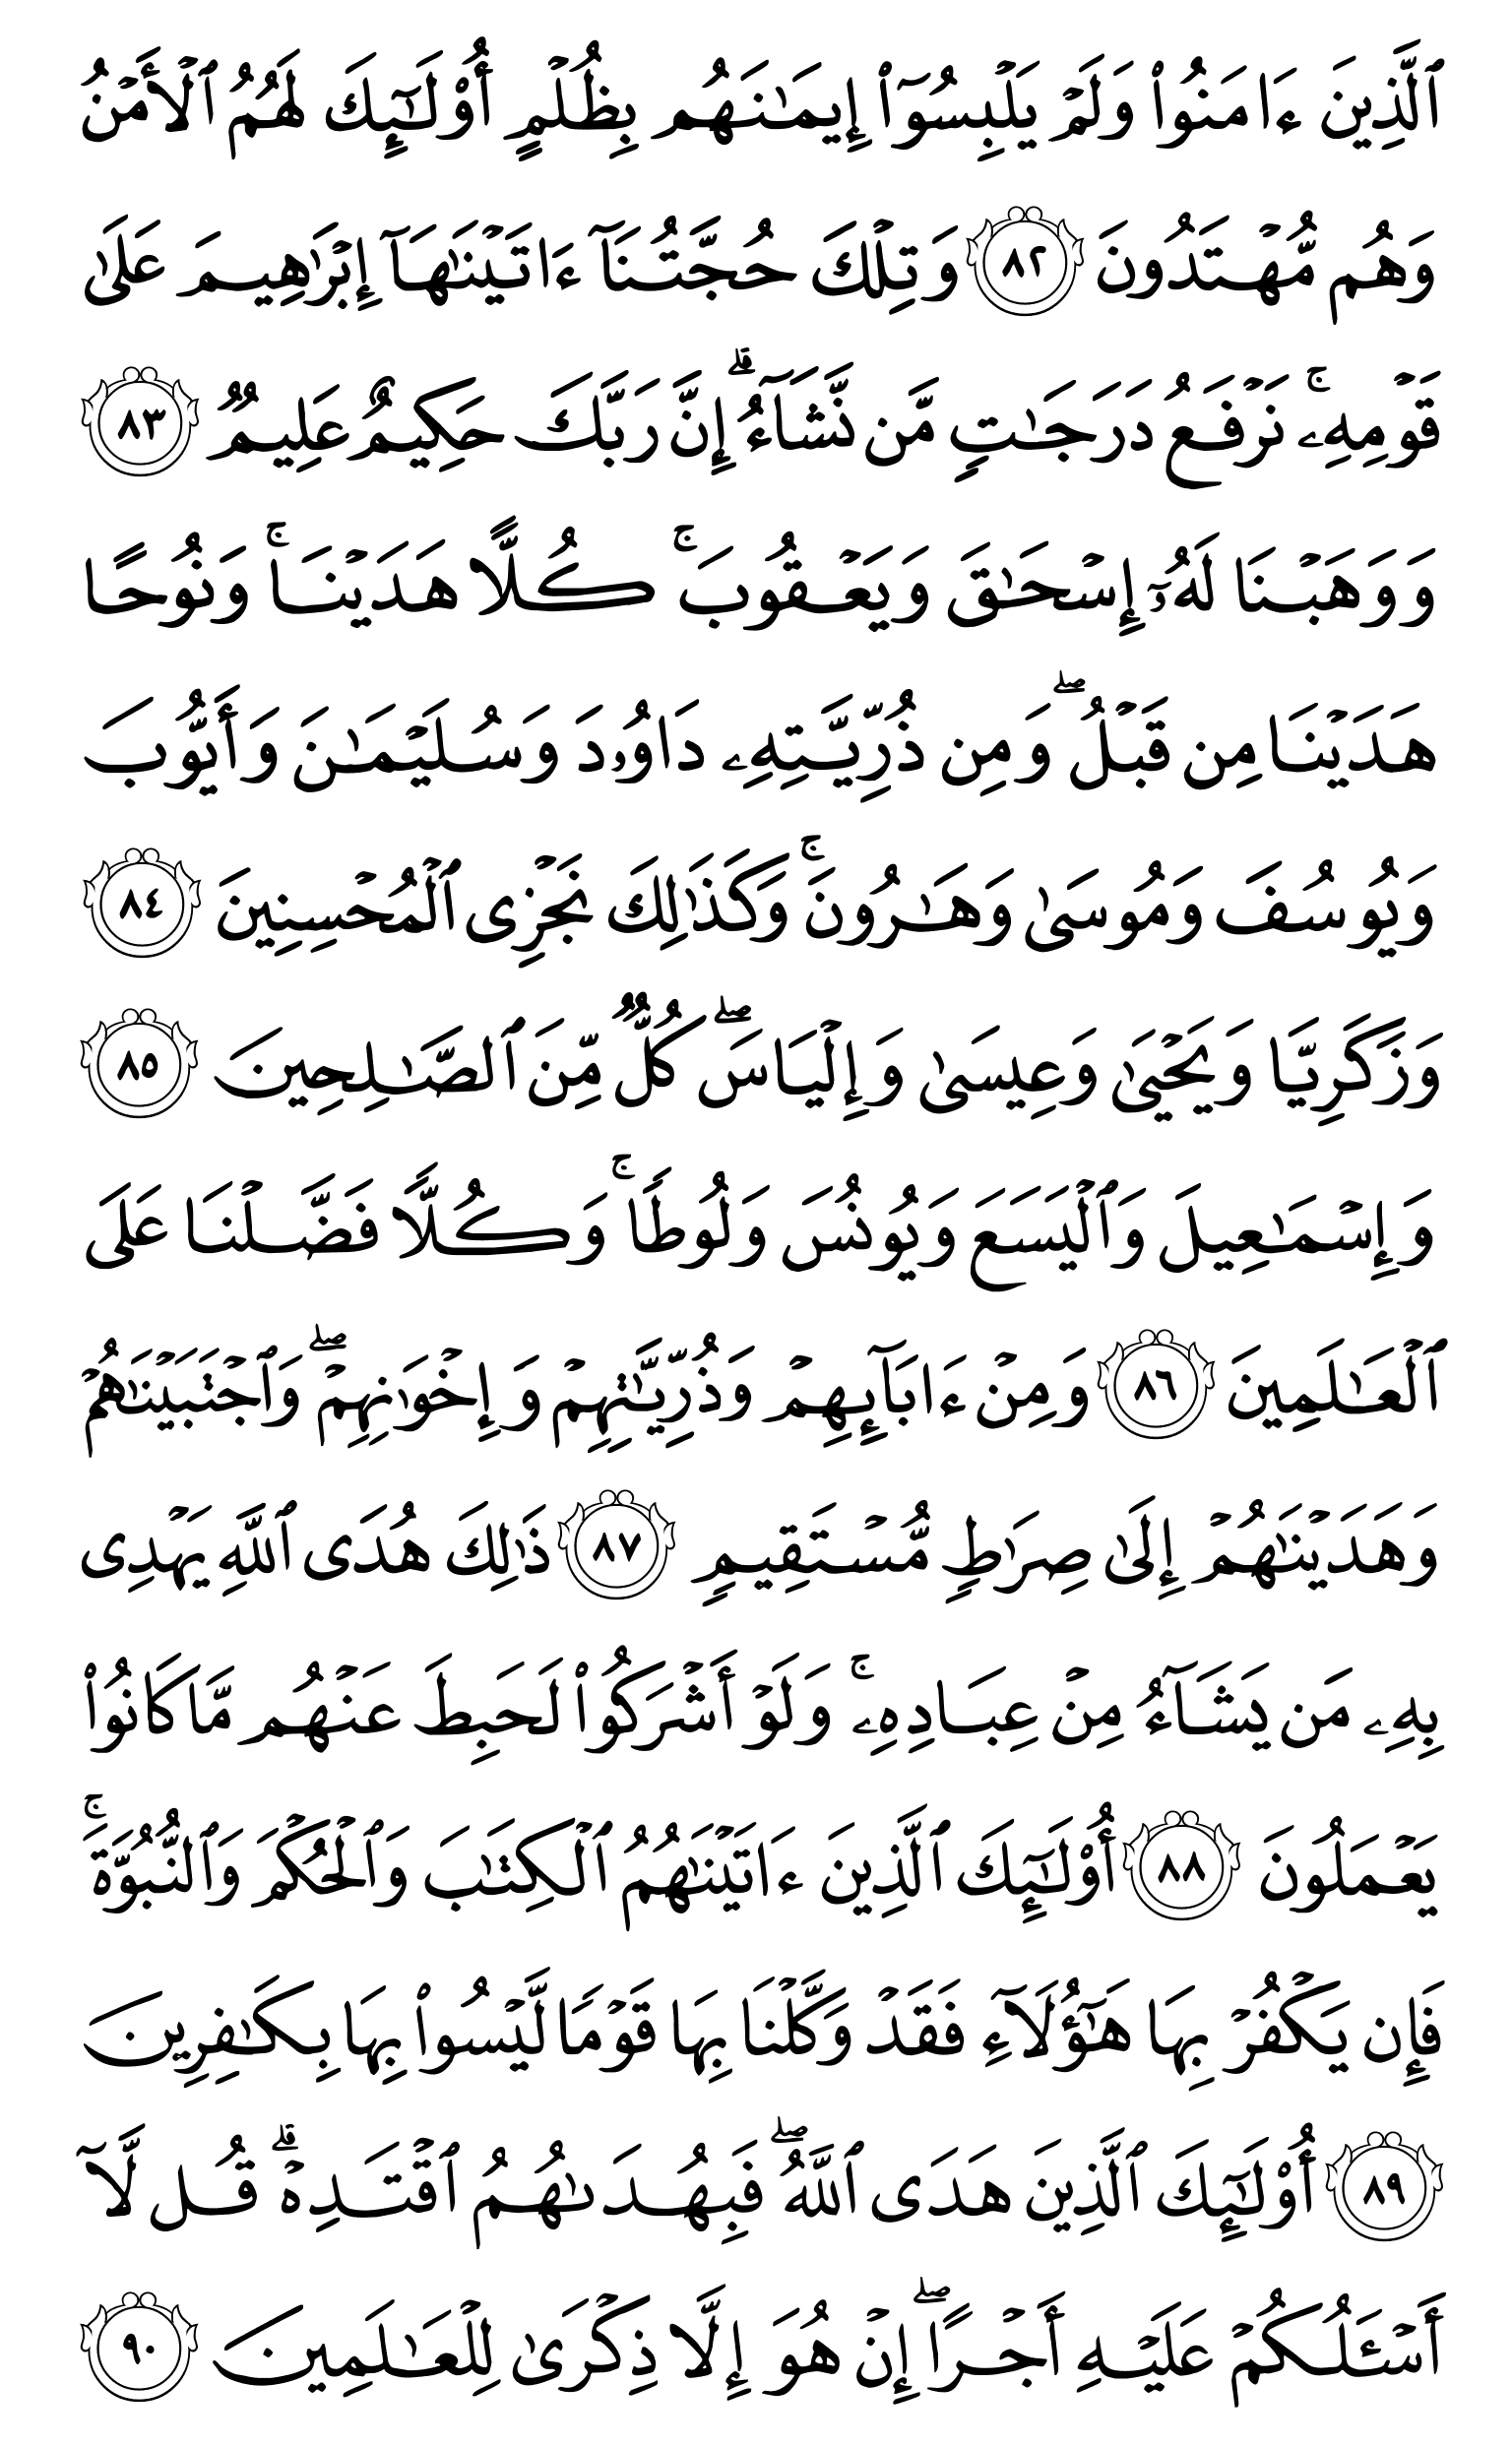 ٱلَّذِينَ ءَامَنُوا۟ وَلَمْ يَلْبِسُوٓا۟ إِيمَـٰنَهُم بِظُلْمٍ أُو۟لَـٰٓئِكَ لَهُمُ ٱلْأَمْنُ
وَهُم مُّهْتَدُونَ ٨٢ وَتِلْكَ حُجَّتُنَآ ءَاتَيْنَـٰهَآ إِبْرَٰهِيمَ عَلَىٰ
قَوْمِهِۦ ۚ نَرْفَعُ دَرَجَـٰتٍ مَّن نَّشَآءُ ۗ إِنَّ رَبَّكَ حَكِيمٌ عَلِيمٌ ٨٣
وَوَهَبْنَا لَهُۥٓ إِسْحَـٰقَ وَيَعْقُوبَ ۚ كُلًّا هَدَيْنَا ۚ وَنُوحًا
هَدَيْنَا مِن قَبْلُ ۖ وَمِن ذُرِّيَّتِهِۦ دَاوُۥدَ وَسُلَيْمَـٰنَ وَأَيُّوبَ
وَيُوسُفَ وَمُوسَىٰ وَهَـٰرُونَ ۚ وَكَذَٰلِكَ نَجْزِى ٱلْمُحْسِنِينَ ٨٤
وَزَكَرِيَّا وَيَحْيَىٰ وَعِيسَىٰ وَإِلْيَاسَ ۖ كُلٌّ مِّنَ ٱلصَّـٰلِحِينَ ٨٥
وَإِسْمَـٰعِيلَ وَٱلْيَسَعَ وَيُونُسَ وَلُوطًا ۚ وَكُلًّا فَضَّلْنَا عَلَى
ٱلْعَـٰلَمِينَ ٨٦ وَمِنْ ءَابَآئِهِمْ وَذُرِّيَّـٰتِهِمْ وَإِخْوَٰنِهِمْ ۖ وَٱجْتَبَيْنَـٰهُمْ
وَهَدَيْنَـٰهُمْ إِلَىٰ صِرَٰطٍ مُّسْتَقِيمٍ ٨٧ ذَٰلِكَ هُدَى ٱللَّهِ يَهْدِى
بِهِۦ مَن يَشَآءُ مِنْ عِبَادِهِۦ ۚ وَلَوْ أَشْرَكُوا۟ لَحَبِطَ عَنْهُم مَّا كَانُوا۟
يَعْمَلُونَ ٨٨ أُو۟لَـٰٓئِكَ ٱلَّذِينَ ءَاتَيْنَـٰهُمُ ٱلْكِتَـٰبَ وَٱلْحُكْمَ وَٱلنُّبُوَّةَ ۚ
فَإِن يَكْفُرْ بِهَا هَـٰٓؤُلَآءِ فَقَدْ وَكَّلْنَا بِهَا قَوْمًا لَّيْسُوا۟ بِهَا بِكَـٰفِرِينَ
٨٩ أُو۟لَـٰٓئِكَ ٱلَّذِينَ هَدَى ٱللَّهُ ۖ فَبِهُدَىٰهُمُ ٱقْتَدِهْ ۗ قُل لَّآ
أَسْـَٔلُكُمْ عَلَيْهِ أَجْرًا ۖ إِنْ هُوَ إِلَّا ذِكْرَىٰ لِلْعَـٰلَمِينَ ٩٠